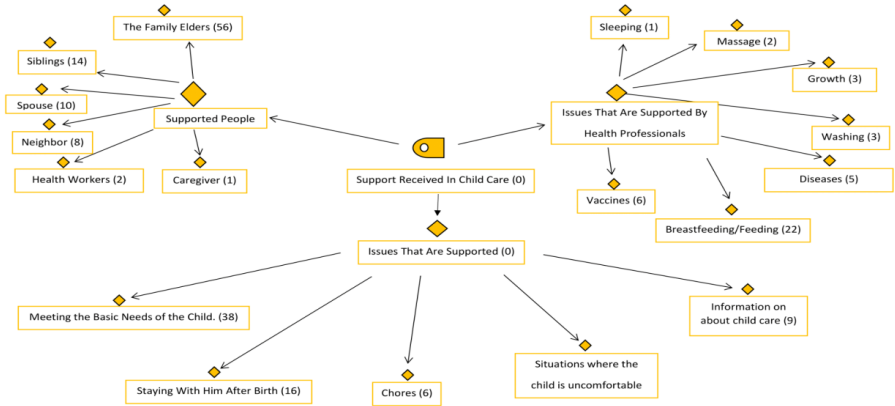 The Family Elders (56)
Siblings (14)
Spouse (10)
Supported People
Neighbor (8)
Health Workers (2)
Caregiver (1)
Sleeping (1)
Massage (2)
Growth (3)
Issues That Are Supported By
Health Professionals
Washing (3)
Diseases (5)
Vaccines (6)
Breastfeeding/Feeding (22)
Support Received In Child Care (0)
Issues That Are Supported (0)
Meeting the Basic Needs of the Child. (38)
Staying With Him After Birth (16)
Chores (6)
Situations where the
child is uncomfortable
Information on
about child care (9)